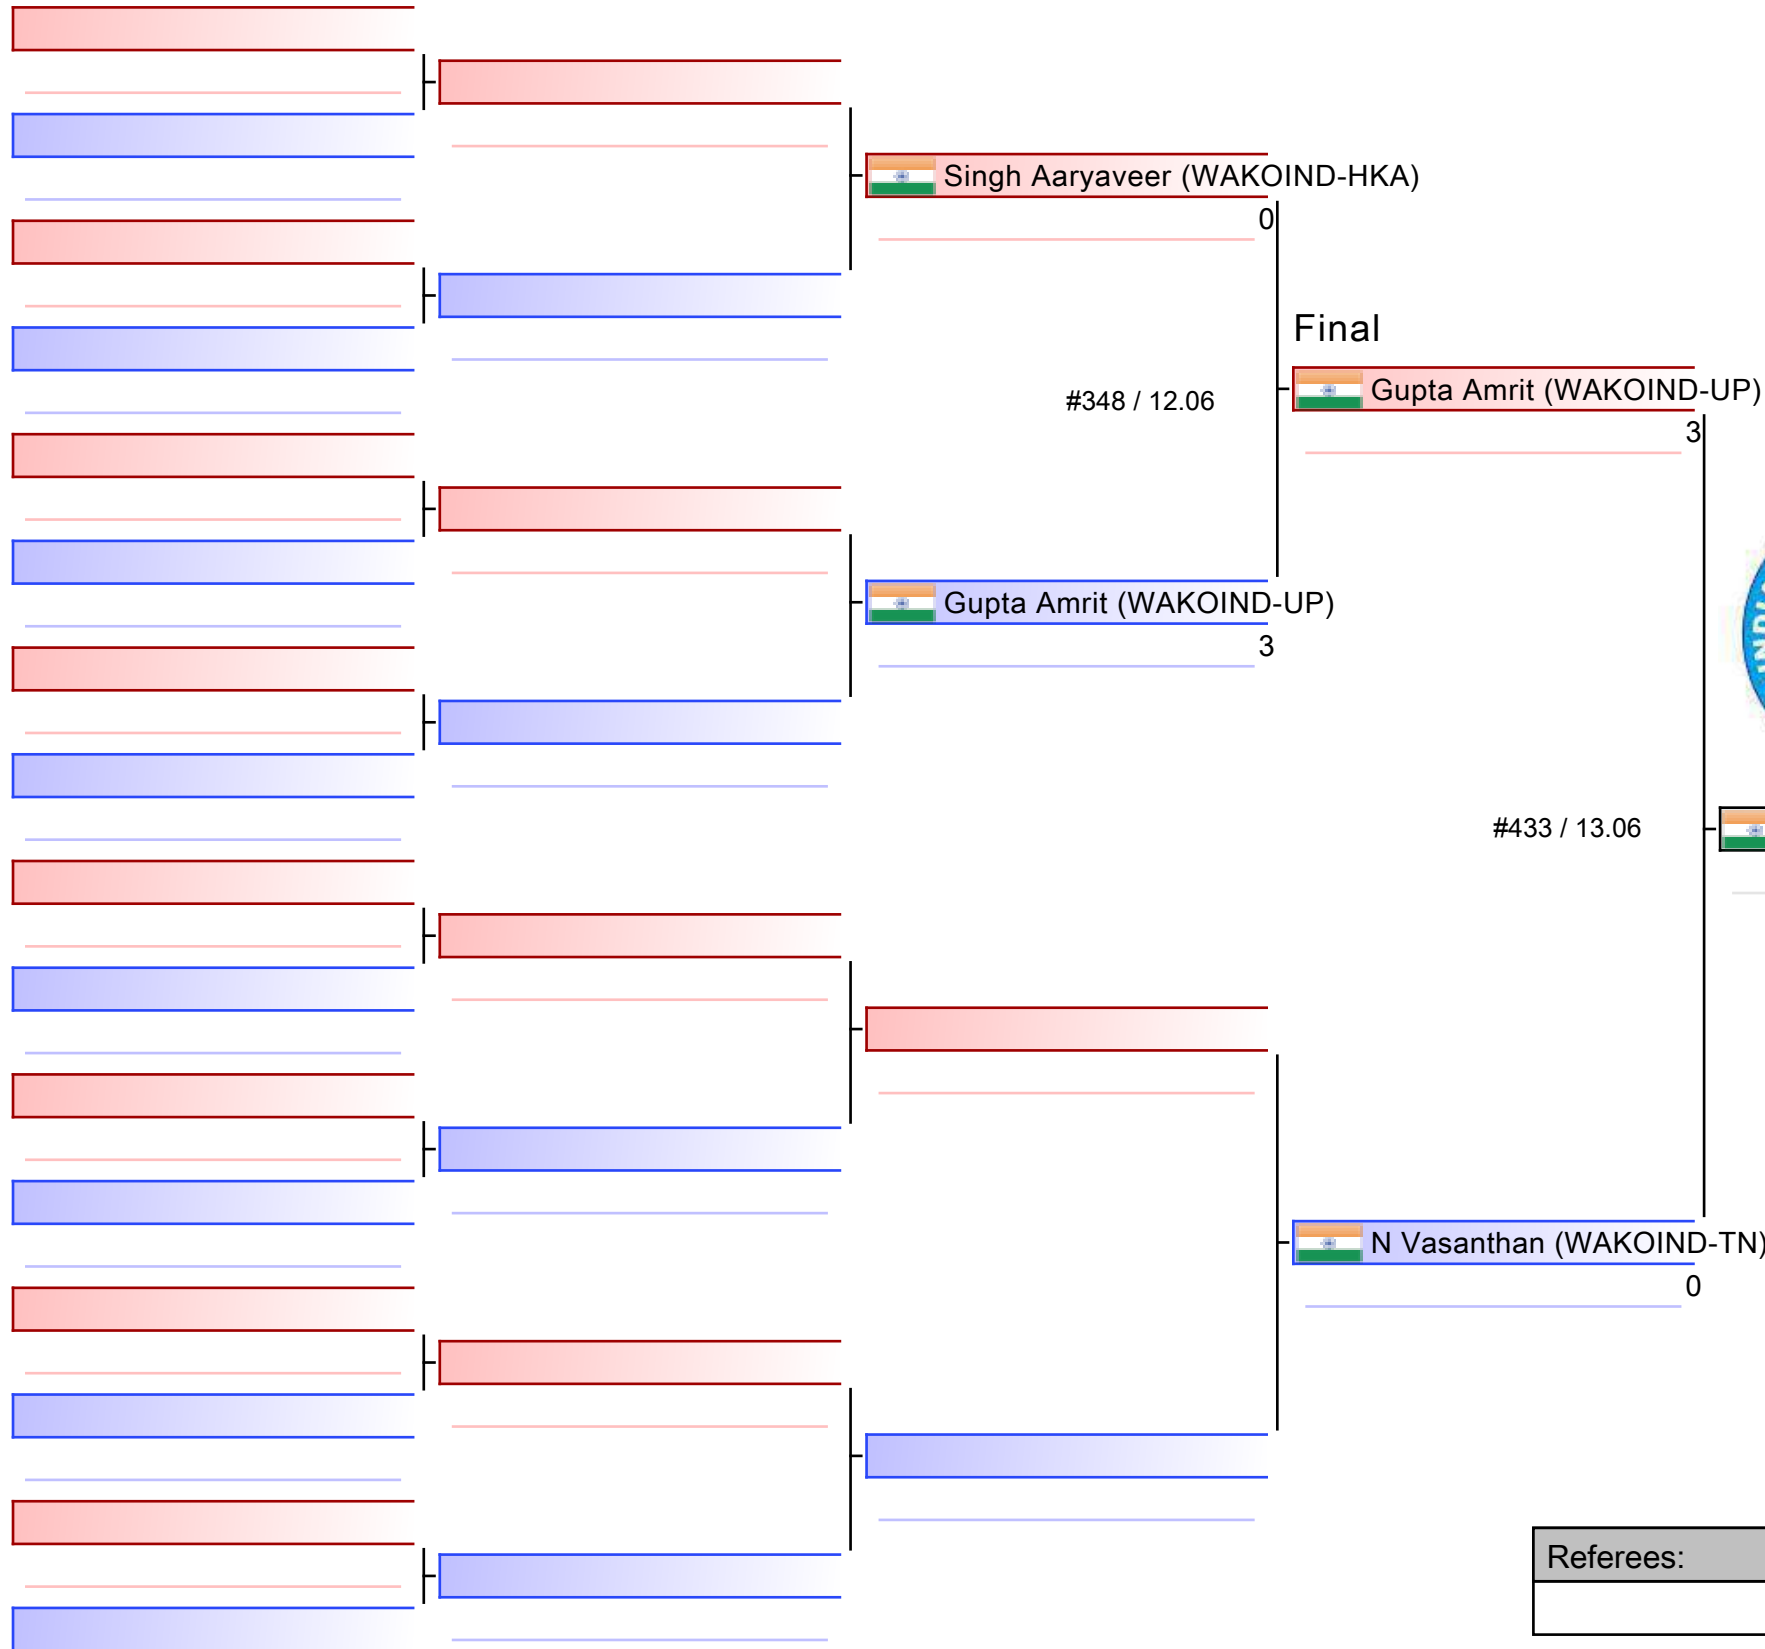 Singh Aaryaveer (WAKOIND-HKA)
0
Final
Gupta Amrit (WAKOIND-UP)
3
#348 / 12.06
Gupta Amrit (WAKOIND-UP)
3
#433 / 13.06
N Vasanthan (WAKOIND-TN)
0
Referees: